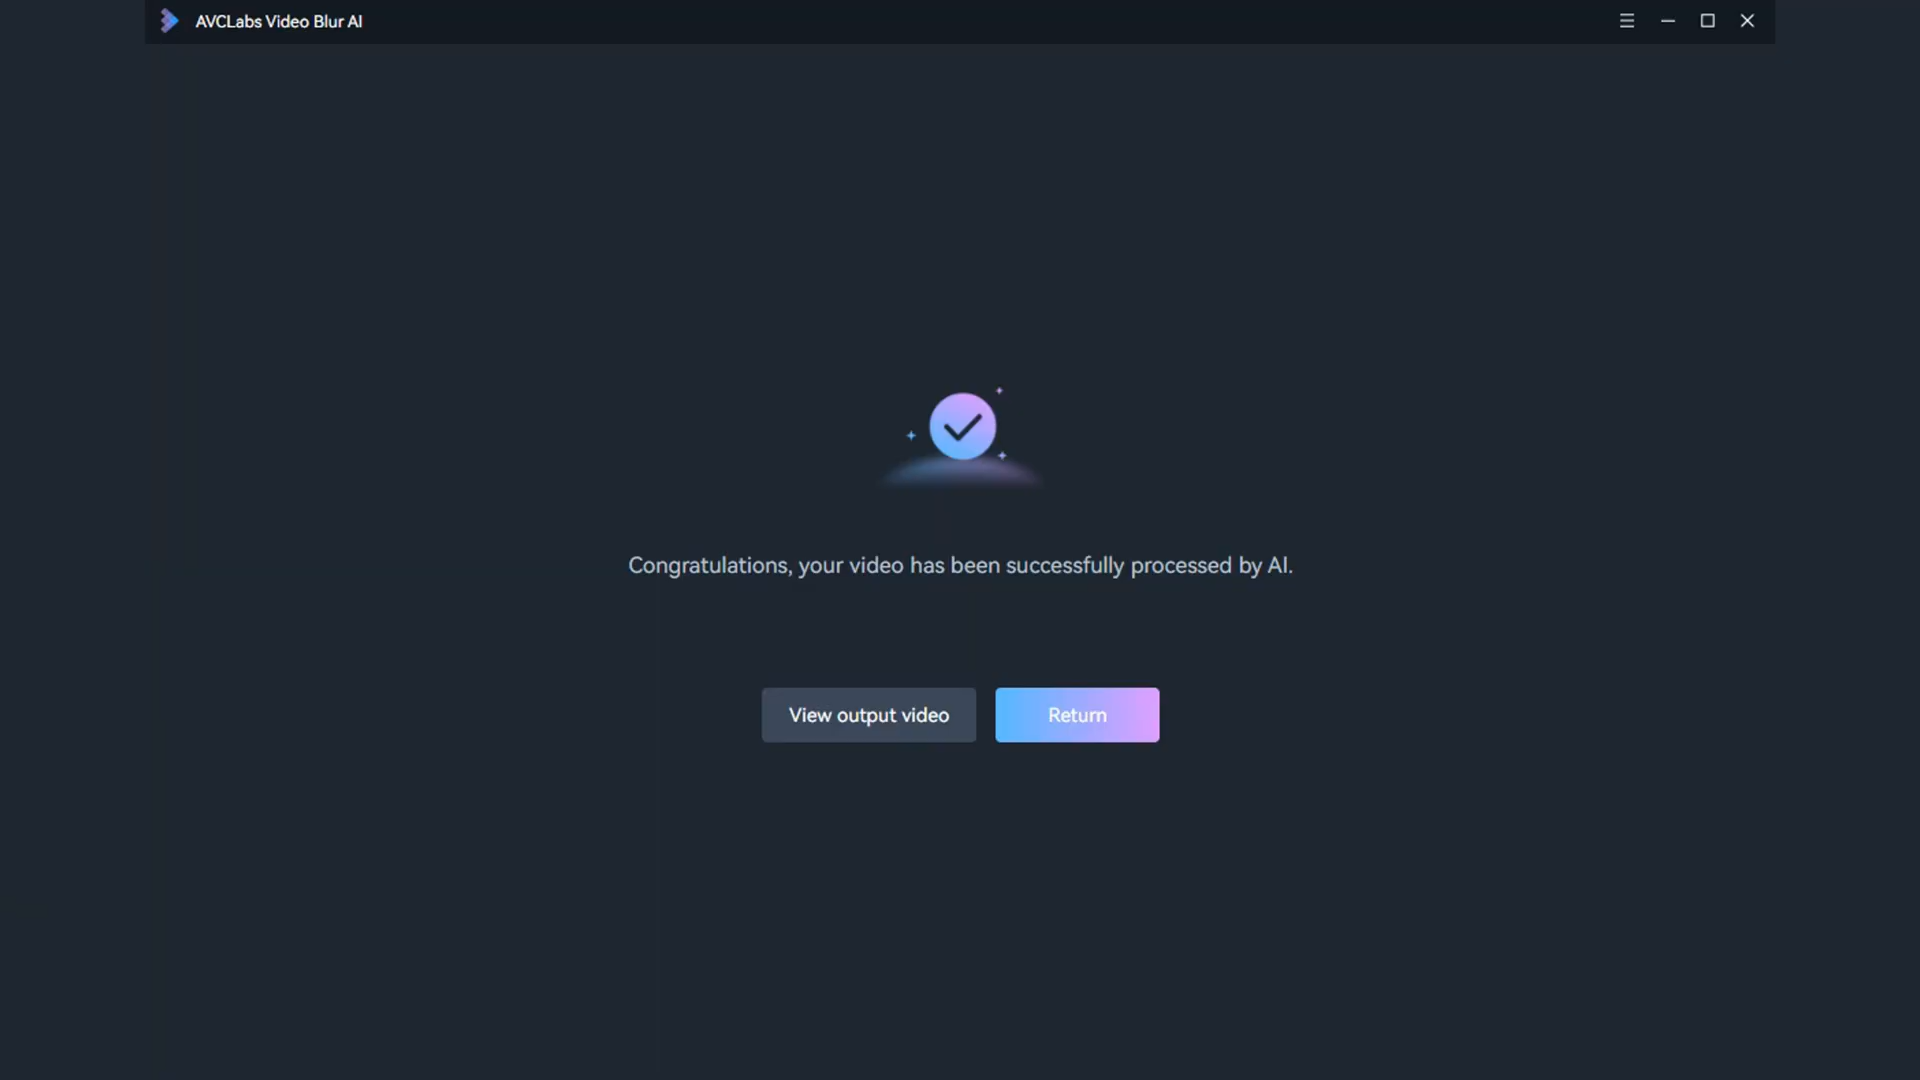 AVCLabs Video Blur AI
Congratulations, your video has been successfully processed by AI.
View output video
Return